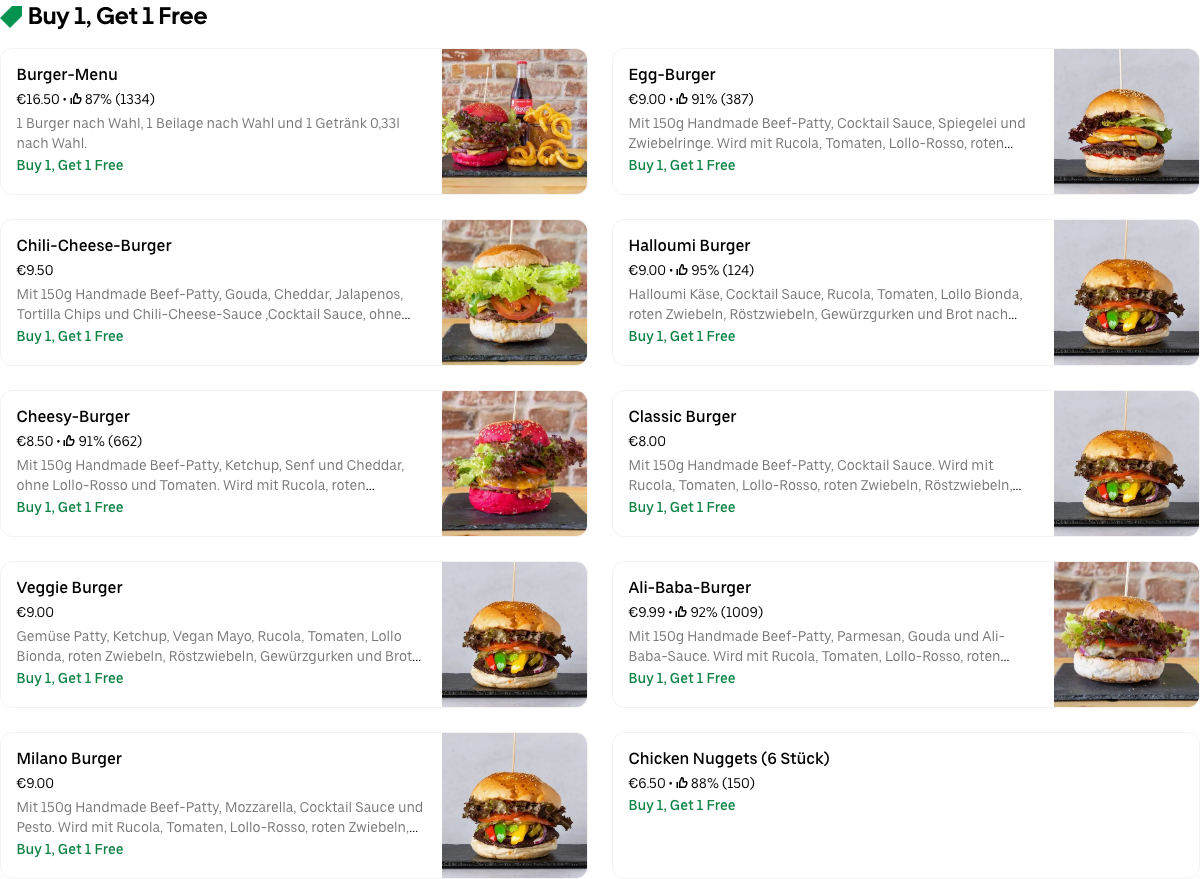 Buy 1, Get 1 Free
Burger-Menu
€16.50 • 87% (1334)
1 Burger nach Wahl, 1 Beilage nach Wahl und 1 Getränk 0,33l
nach Wahl.
Buy 1, Get 1 Free
Egg-Burger
€9.00 • 91% (387)
Mit 150g Handmade Beef-Patty, Cocktail Sauce, Spiegelei und
Zwiebelringe. Wird mit Rucola, Tomaten, Lollo-Rosso, roten...
Buy 1, Get 1 Free
Chili-Cheese-Burger
€9.50
Mit 150g Handmade Beef-Patty, Gouda, Cheddar, Jalapenos,
Tortilla Chips und Chili-Cheese-Sauce ,Cocktail Sauce, ohne...
Buy 1, Get 1 Free
Halloumi Burger
€9.00 • 95% (124)
Halloumi Käse, Cocktail Sauce, Rucola, Tomaten, Lollo Bionda,
roten Zwiebeln, Röstzwiebeln, Gewürzgurken und Brot nach...
Buy 1, Get 1 Free
Cheesy-Burger
€8.50 • 91% (662)
Mit 150g Handmade Beef-Patty, Ketchup, Senf und Cheddar,
ohne Lollo-Rosso und Tomaten. Wird mit Rucola, roten...
Buy 1, Get 1 Free
Classic Burger
€8.00
Mit 150g Handmade Beef-Patty, Cocktail Sauce. Wird mit
Rucola, Tomaten, Lollo-Rosso, roten Zwiebeln, Röstzwiebeln,...
Buy 1, Get 1 Free
Veggie Burger
€9.00
Gemüse Patty, Ketchup, Vegan Mayo, Rucola, Tomaten, Lollo
Bionda, roten Zwiebeln, Röstzwiebeln, Gewürzgurken und Brot...
Buy 1, Get 1 Free
Ali-Baba-Burger
€9.99 • 92% (1009)
Mit 150g Handmade Beef-Patty, Parmesan, Gouda und Ali-
Baba-Sauce. Wird mit Rucola, Tomaten, Lollo-Rosso, roten...
Buy 1, Get 1 Free
Milano Burger
€9.00
Mit 150g Handmade Beef-Patty, Mozzarella, Cocktail Sauce und
Pesto. Wird mit Rucola, Tomaten, Lollo-Rosso, roten Zwiebeln,...
Buy 1, Get 1 Free
Chicken Nuggets (6 Stück)
€6.50 • 88% (150)
Buy 1, Get 1 Free